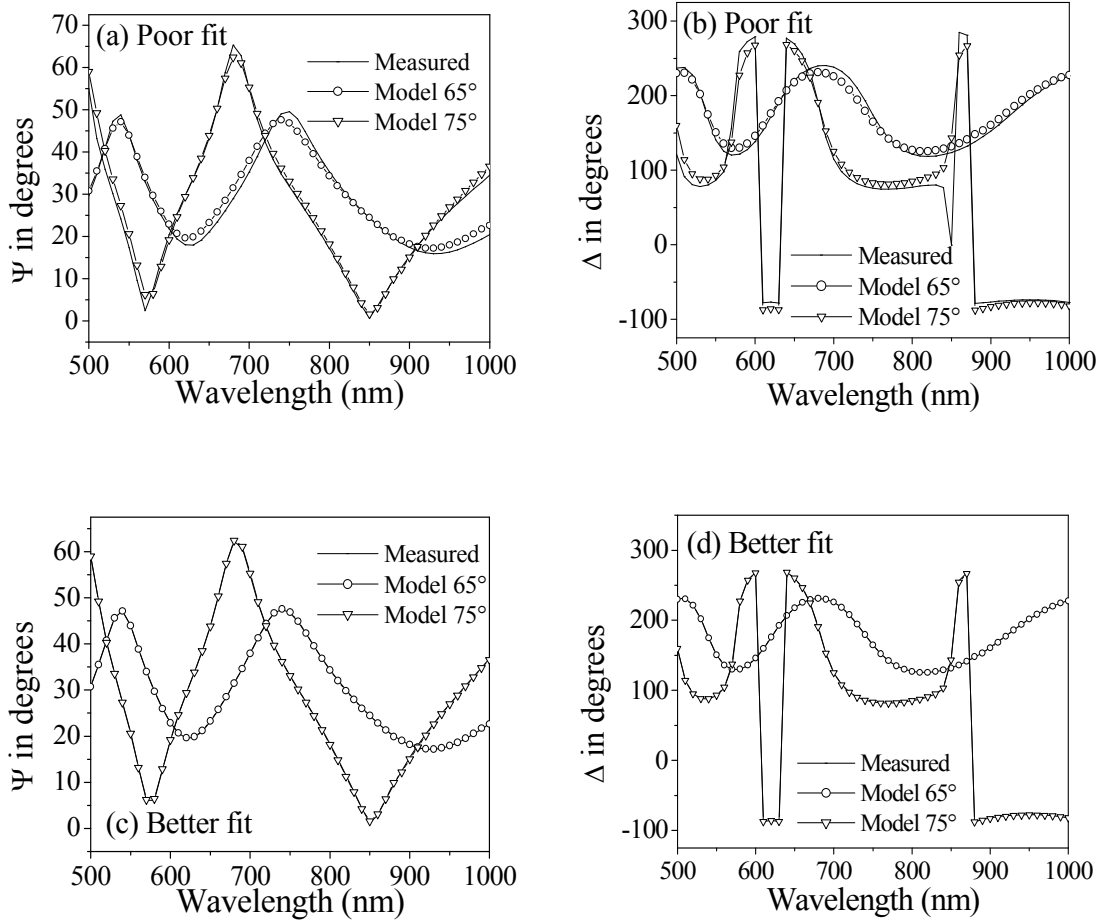 (a) Poor fit
Measured
Model 65°
Model 75°
70
60
50
40
30
20
10
0
Ψ in degrees
500 600 700 800 900 1000
Wavelength (nm)
(b) Poor fit
300
200
100
0
-100
Δ in degrees
Measured
Model 65°
Model 75°
500 600 700 800 900 1000
Wavelength (nm)
60
50
40
30
20
10
0
Ψ in degrees
Measured
Model 65°
Model 75°
(c) Better fit
500 600 700 800 900 1000
Wavelength (nm)
(d) Better fit
350
250
150
50
-100
Δ in degrees
Measured
Model 65°
Model 75°
500 600 700 800 900 1000
Wavelength (nm)